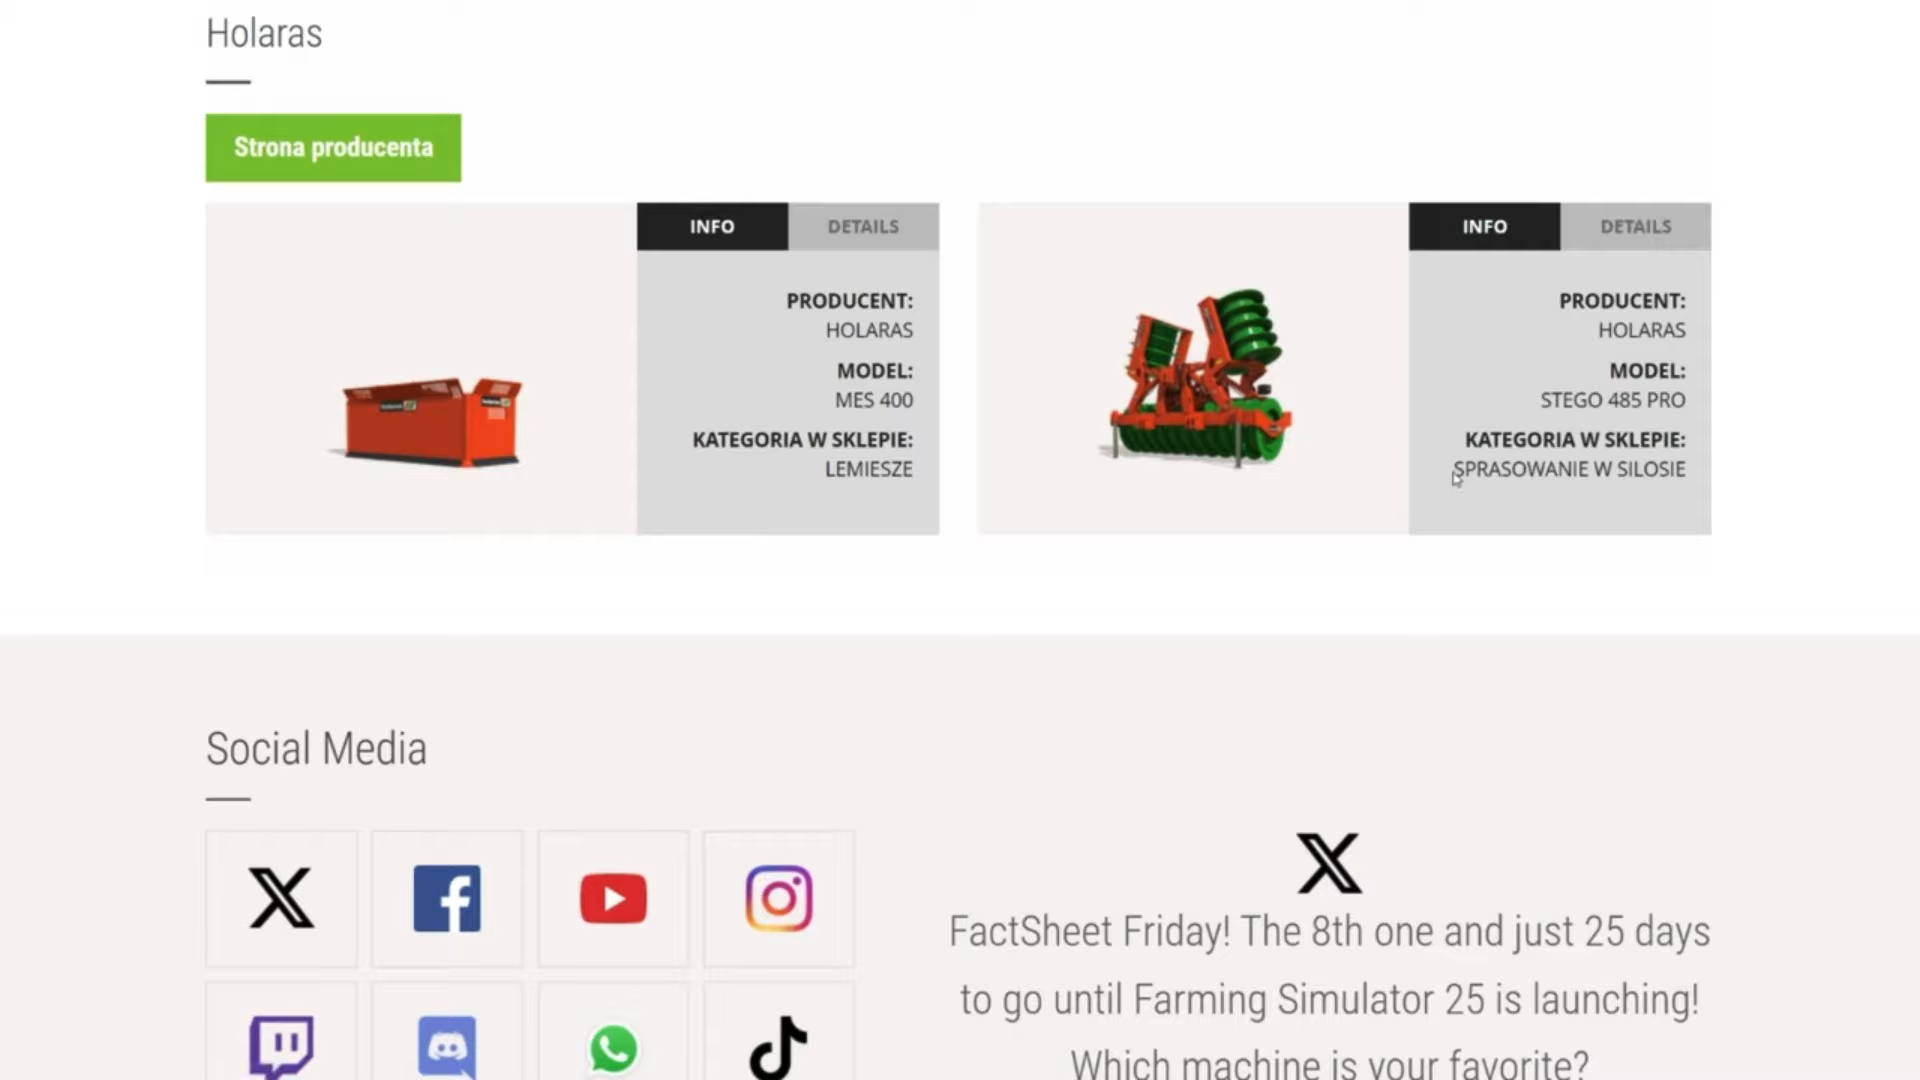 Holaras
Strona producenta
INFO
DETAILS
PRODUCENT:
HOLARAS
MODEL:
MES 400
KATEGORIA W SKLEPIE:
LEMIESZE
INFO
DETAILS
PRODUCENT:
HOLARAS
MODEL:
STEGO 485 PRO
KATEGORIA W SKLEPIE:
SPRASOWANIE W SILOSIE
Social Media
FactSheet Friday! The 8th one and just 25 days
to go until Farming Simulator 25 is launching!
Which machine is your favorite?